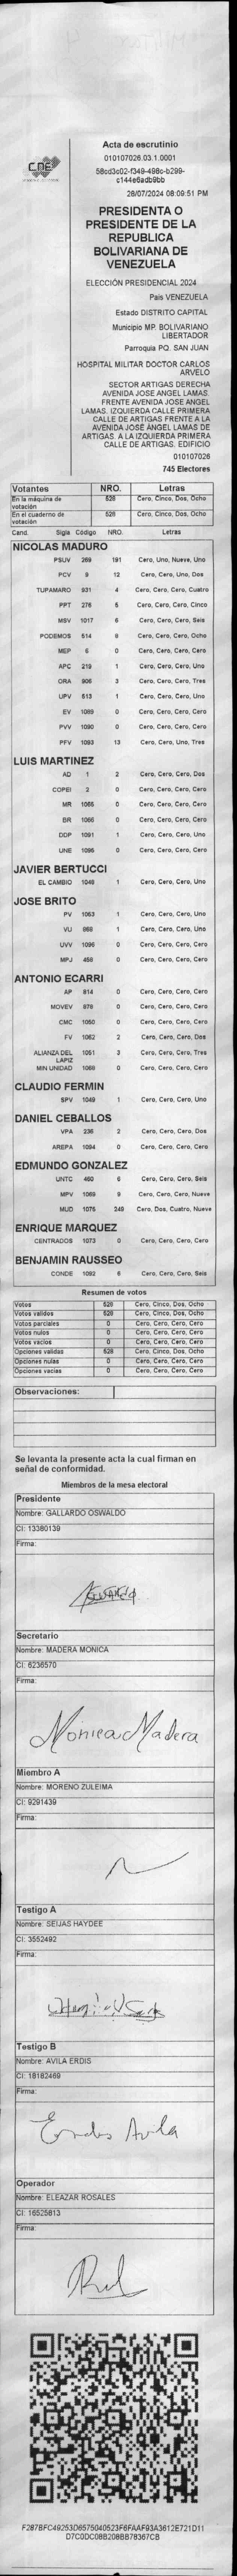 CNE
Acta de escrutinio
010107026.03.1.0001
28/07/2024 08:09:51 PM
PRESIDENTA O
PRESIDENTE DE LA
REPUBLICA
BOLIVARIANA DE
VENEZUELA
ELECCIÓN PRESIDENCIAL 2024
País VENEZUELA
Estado DISTRITO CAPITAL
Municipio MP. BOLIVARIANO
LIBERTADOR
Parroquia PQ. SAN JUAN
HOSPITAL MILITAR DOCTOR CARLOS
ARVELO
SECTOR ARTIGAS DERECHA
AVENIDA JOSE ANGEL LAMAS.
FRENTE AVENIDA JOSE ANGEL
LAMAS. IZQUIERDA CALLE PRIMERA
CALLE DE ARTIGAS FRENTE A LA
AVENIDA JOSÉ ANGEL LAMAS DE
ARTIGAS. A LA IZQUIERDA PRIMERA
CALLE DE ARTIGAS. EDIFICIO
010107026
745 Electores
Votantes NRO. Letras
En la máquina de votación 528 Cero, Cinco, Dos, Ocho
En el cuaderno de votación 528 Cero, Cinco, Dos, Ocho
Cand. Sigla Código NRO. Letras
NICOLAS MADURO
PSUV 269 191 Cero, Uno, Nueve, Uno
PCV 9 12 Cero, Cero, Uno, Dos
TUPAMARO 931 4 Cero, Cero, Cero, Cuatro
PPT 276 5 Cero, Cero, Cero, Cinco
MSV 1017 6 Cero, Cero, Cero, Seis
PODEMOS 514 8 Cero, Cero, Cero, Ocho
MEP 6 0 Cero, Cero, Cero, Cero
APC 219 1 Cero, Cero, Cero, Uno
ORA 906 3 Cero, Cero, Cero, Tres
UPV 513 1 Cero, Cero, Cero, Uno
EV 1089 0 Cero, Cero, Cero, Cero
PVV 1090 0 Cero, Cero, Cero, Cero
PFV 1093 13 Cero, Cero, Uno, Tres
LUIS MARTINEZ
AD 1 2 Cero, Cero, Cero, Dos
COPEI 2 0 Cero, Cero, Cero, Cero
MR 1065 0 Cero, Cero, Cero, Cero
BR 1066 0 Cero, Cero, Cero, Cero
DDP 1091 1 Cero, Cero, Cero, Uno
UNE 1095 0 Cero, Cero, Cero, Cero
JAVIER BERTUCCI
EL CAMBIO 1048 1 Cero, Cero, Cero, Uno
JOSE BRITO
PV 1053 1 Cero, Cero, Cero, Uno
VU 868 1 Cero, Cero, Cero, Uno
UVV 1096 0 Cero, Cero, Cero, Cero
MPJ 458 0 Cero, Cero, Cero, Cero
ANTONIO ECARRI
AP 814 0 Cero, Cero, Cero, Cero
MOVEV 878 0 Cero, Cero, Cero, Cero
CMC 1050 0 Cero, Cero, Cero, Cero
FV 1062 2 Cero, Cero, Cero, Dos
ALIANZA DEL LAPIZ 1051 3 Cero, Cero, Cero, Tres
MIN UNIDAD 1068 0 Cero, Cero, Cero, Cero
CLAUDIO FERMIN
SPV 1049 1 Cero, Cero, Cero, Uno
DANIEL CEBALLOS
VPA 236 2 Cero, Cero, Cero, Dos
AREPA 1094 0 Cero, Cero, Cero, Cero
EDMUNDO GONZALEZ
UNTC 480 6 Cero, Cero, Cero, Seis
MPV 1069 9 Cero, Cero, Cero, Nueve
MUD 1075 249 Cero, Dos, Cuatro, Nueve
ENRIQUE MARQUEZ
CENTRADOS 1073 0 Cero, Cero, Cero, Cero
BENJAMIN RAUSSEO
CONDE 1092 6 Cero, Cero, Cero, Seis
Resumen de votos
Votos 528 Cero, Cinco, Dos, Ocho
Votos validos 528 Cero, Cinco, Dos, Ocho
Votos parciales 0 Cero, Cero, Cero, Cero
Votos nulos 0 Cero, Cero, Cero, Cero
Votos vacios 0 Cero, Cero, Cero, Cero
Opciones validas 528 Cero, Cinco, Dos, Ocho
Opciones nulas 0 Cero, Cero, Cero, Cero
Opciones vacias 0 Cero, Cero, Cero, Cero
Observaciones:
Se levanta la presente acta la cual firman en
señal de conformidad.
Miembros de la mesa electoral
Presidente
Nombre: GALLARDO OSWALDO
CI: 13380139
Firma:
Secretario
Nombre: MADERA MONICA
CI: 6236570
Firma:
Monica Madera
Miembro A
Nombre: MORENO ZULEIMA
CI: 9291439
Firma:
Testigo A
Nombre: SEIJAS HAYDEE
CI: 3552492
Firma:
Testigo B
Nombre: AVILA ERDIS
CI: 18182469
Firma:
Erdis Avila
Operador
Nombre: ELEAZAR ROSALES
CI: 16525813
Firma: